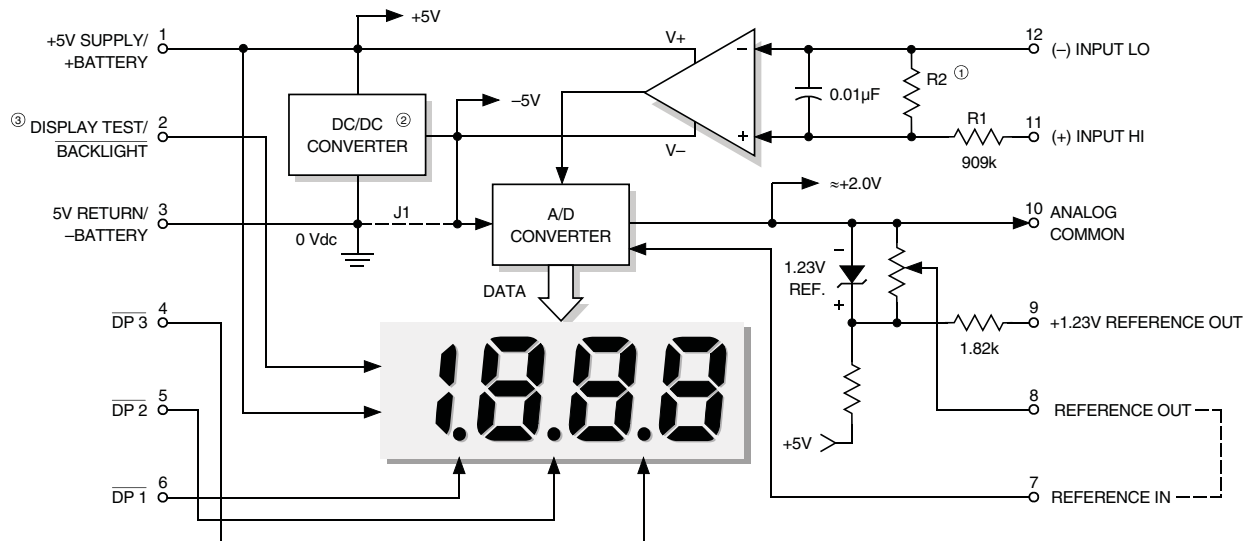 +5V SUPPLY/
+BATTERY
1
+5V
V+
–
12
(–) INPUT LO
③ DISPLAY TEST/
BACKLIGHT
2
DC/DC ②
CONVERTER
–5V
V–
+
0.01µF
R2 ①
R1
909k
11
(+) INPUT HI
5V RETURN/
–BATTERY
3
0 Vdc
J1
A/D
CONVERTER
≈+2.0V
10
ANALOG
COMMON
DATA
1.23V
REF.
–
+
DP 3
4
9
+1.23V REFERENCE OUT
1.82k
1.8.8.8
DP 2
5
8
REFERENCE OUT
+5V
DP 1
6
7
REFERENCE IN